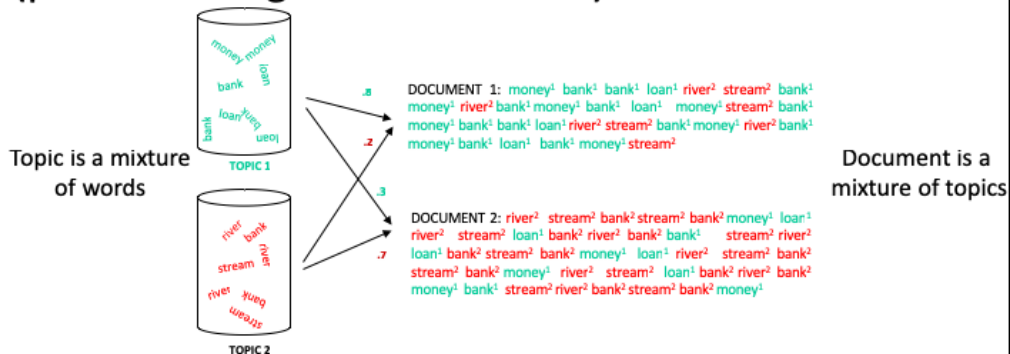 money money
loan
bank
loan bank
bank
loan
TOPIC 1
Topic is a mixture
of words
river
bank
river
stream
river
bank
stream
TOPIC 2
.8
.2
.3
.7
DOCUMENT 1: money¹ bank¹ bank¹ loan¹ river² stream² bank¹
money¹ river² bank¹ money¹ bank¹ loan¹ money¹ stream² bank¹
money¹ bank¹ bank¹ loan¹ river² stream² bank¹ money¹ river² bank¹
money¹ bank¹ loan¹ bank¹ money¹ stream²
DOCUMENT 2: river² stream² bank² stream² bank² money¹ loan¹
river² stream² loan¹ bank² river² bank² bank¹ stream² river²
loan¹ bank² stream² bank² money¹ loan¹ river² stream² bank²
stream² bank² money¹ river² stream² loan¹ bank² river² bank²
money¹ bank¹ stream² river² bank² stream² bank² money¹
Document is a
mixture of topics